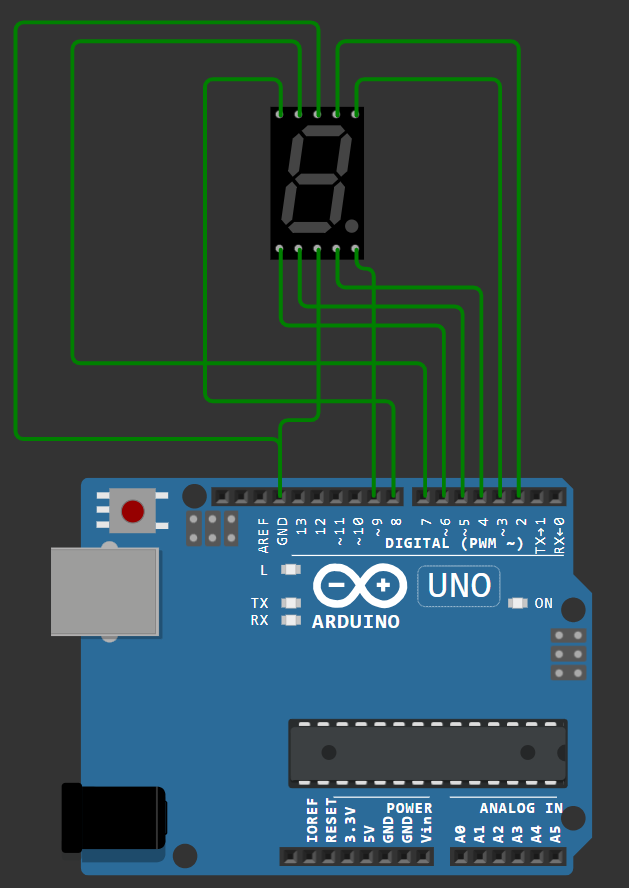 AREF GND 13 12 ~11 ~10 ~9 8 7 ~6 ~5 4 ~3 2 TX→1 RX←0
DIGITAL (PWM ~)
L
TX
RX
ARDUINO
UNO
ON
POWER
IOREF RESET 3.3V 5V GND GND Vin
ANALOG IN
A0 A1 A2 A3 A4 A5